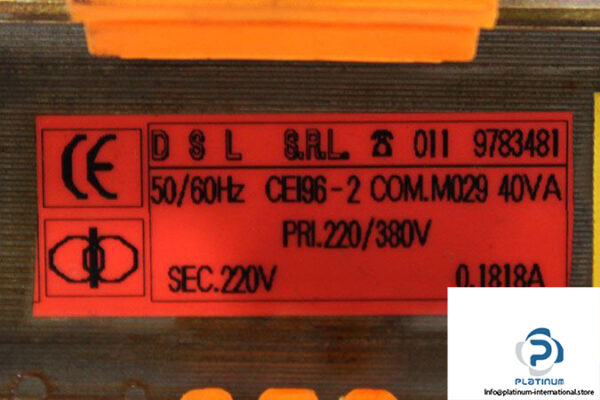 CE
D S L S.R.L. ☎ 011 9783481
50/60Hz CEI96-2 COM.M029 40VA
PRI.220/380V
SEC.220V 0.1818A
PLATINUM
Info@platinum-international.store